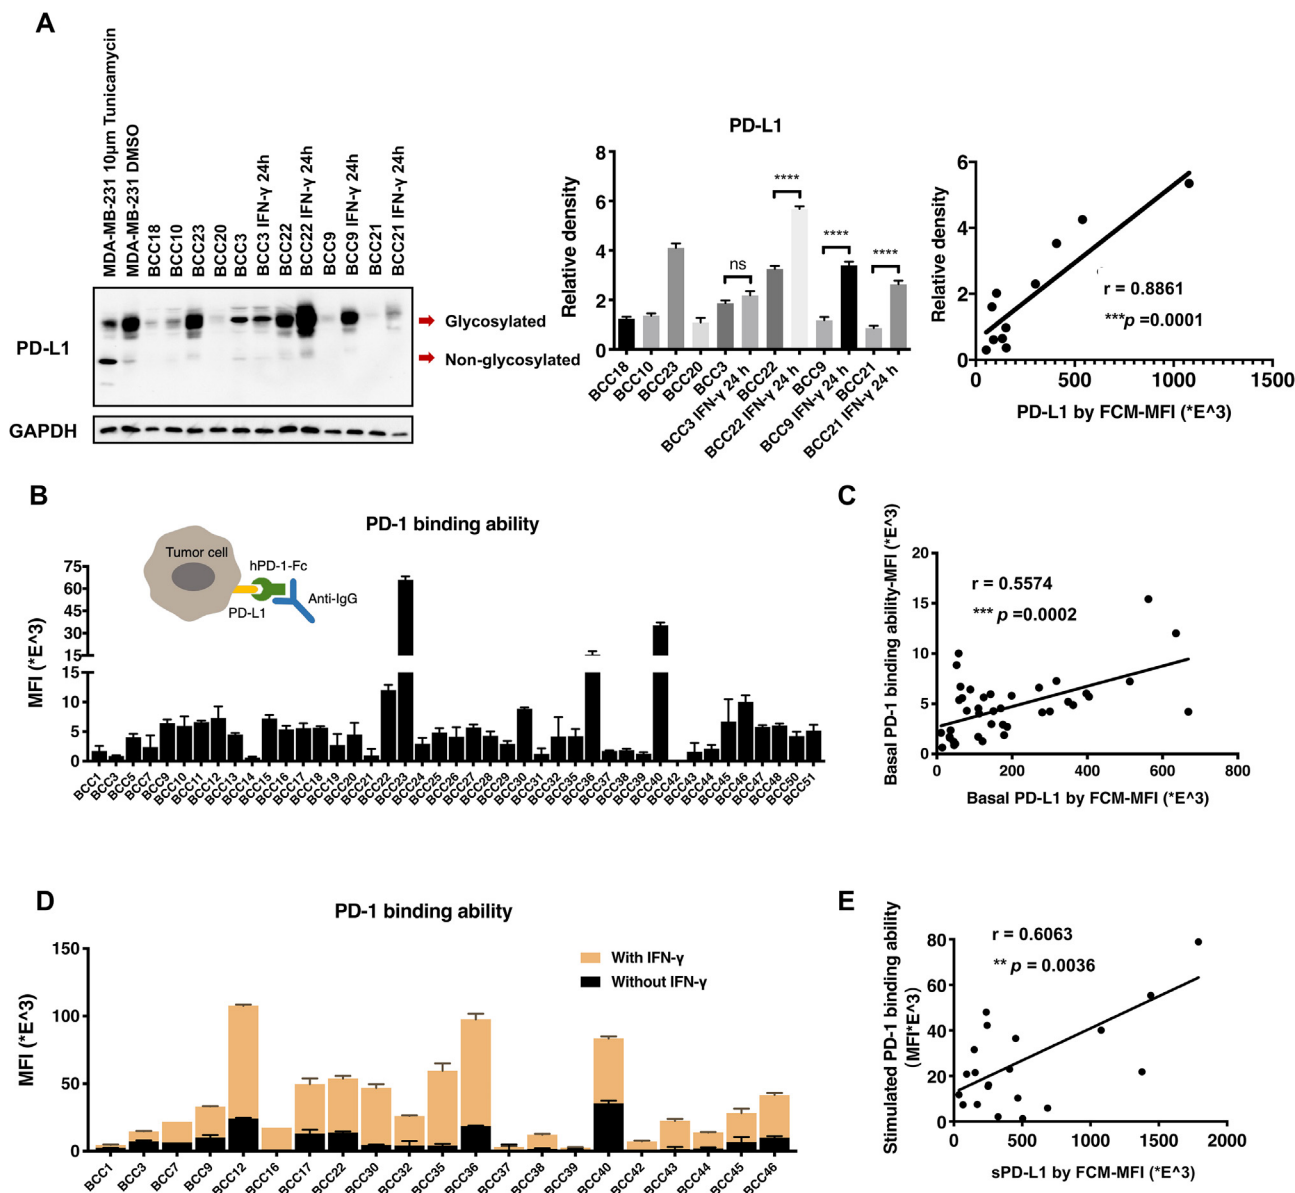 A
MDA-MB-231 10μm Tunicamycin
MDA-MB-231 DMSO
BCC18
BCC10
BCC23
BCC20
BCC3
BCC3 IFN-γ 24h
BCC22
BCC22 IFN-γ 24h
BCC9
BCC9 IFN-γ 24h
BCC21
BCC21 IFN-γ 24h
PD-L1
Glycosylated
Non-glycosylated
GAPDH
PD-L1
Relative density
8
6
4
2
0
ns
****
****
****
BCC18
BCC10
BCC23
BCC20
BCC3
BCC3 IFN-γ 24 h
BCC22
BCC22 IFN-γ 24 h
BCC9
BCC9 IFN-γ 24 h
BCC21
BCC21 IFN-γ 24 h
Relative density
6
4
2
0
r = 0.8861
***p =0.0001
0
500
1000
1500
PD-L1 by FCM-MFI (*E^3)
B
PD-1 binding ability
Tumor cell
hPD-1-Fc
PD-L1
Anti-IgG
MFI (*E^3)
75
60
45
30
15
15
10
5
0
BCC1
BCC3
BCC5
BCC7
BCC9
BCC10
BCC11
BCC12
BCC13
BCC14
BCC15
BCC16
BCC17
BCC18
BCC19
BCC20
BCC21
BCC22
BCC23
BCC24
BCC25
BCC26
BCC27
BCC28
BCC29
BCC30
BCC31
BCC32
BCC35
BCC36
BCC37
BCC38
BCC39
BCC40
BCC42
BCC43
BCC44
BCC45
BCC46
BCC47
BCC48
BCC50
BCC51
C
Basal PD-1 binding ability-MFI (*E^3)
20
15
10
5
0
r = 0.5574
*** p =0.0002
0
200
400
600
800
Basal PD-L1 by FCM-MFI (*E^3)
D
PD-1 binding ability
MFI (*E^3)
150
100
50
0
With IFN-γ
Without IFN-γ
BCC1
BCC3
BCC7
BCC9
BCC12
BCC16
BCC17
BCC22
BCC30
BCC32
BCC35
BCC36
BCC37
BCC38
BCC39
BCC40
BCC42
BCC43
BCC44
BCC45
BCC46
E
Stimulated PD-1 binding ability
(MFI*E^3)
80
60
40
20
0
r = 0.6063
** p = 0.0036
0
500
1000
1500
2000
sPD-L1 by FCM-MFI (*E^3)